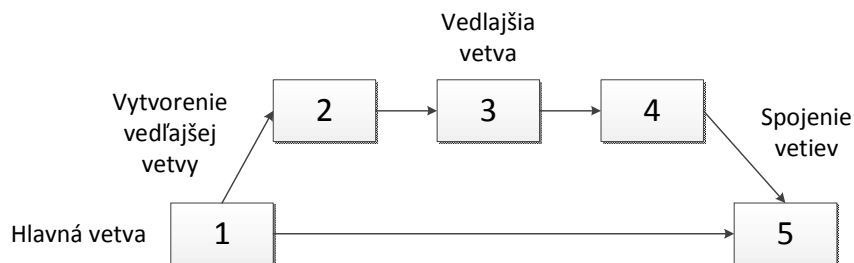 Vedlajšia
vetva
Vytvorenie
vedľajšej
vetvy
2
3
4
Spojenie
vetiev
Hlavná vetva
1
5